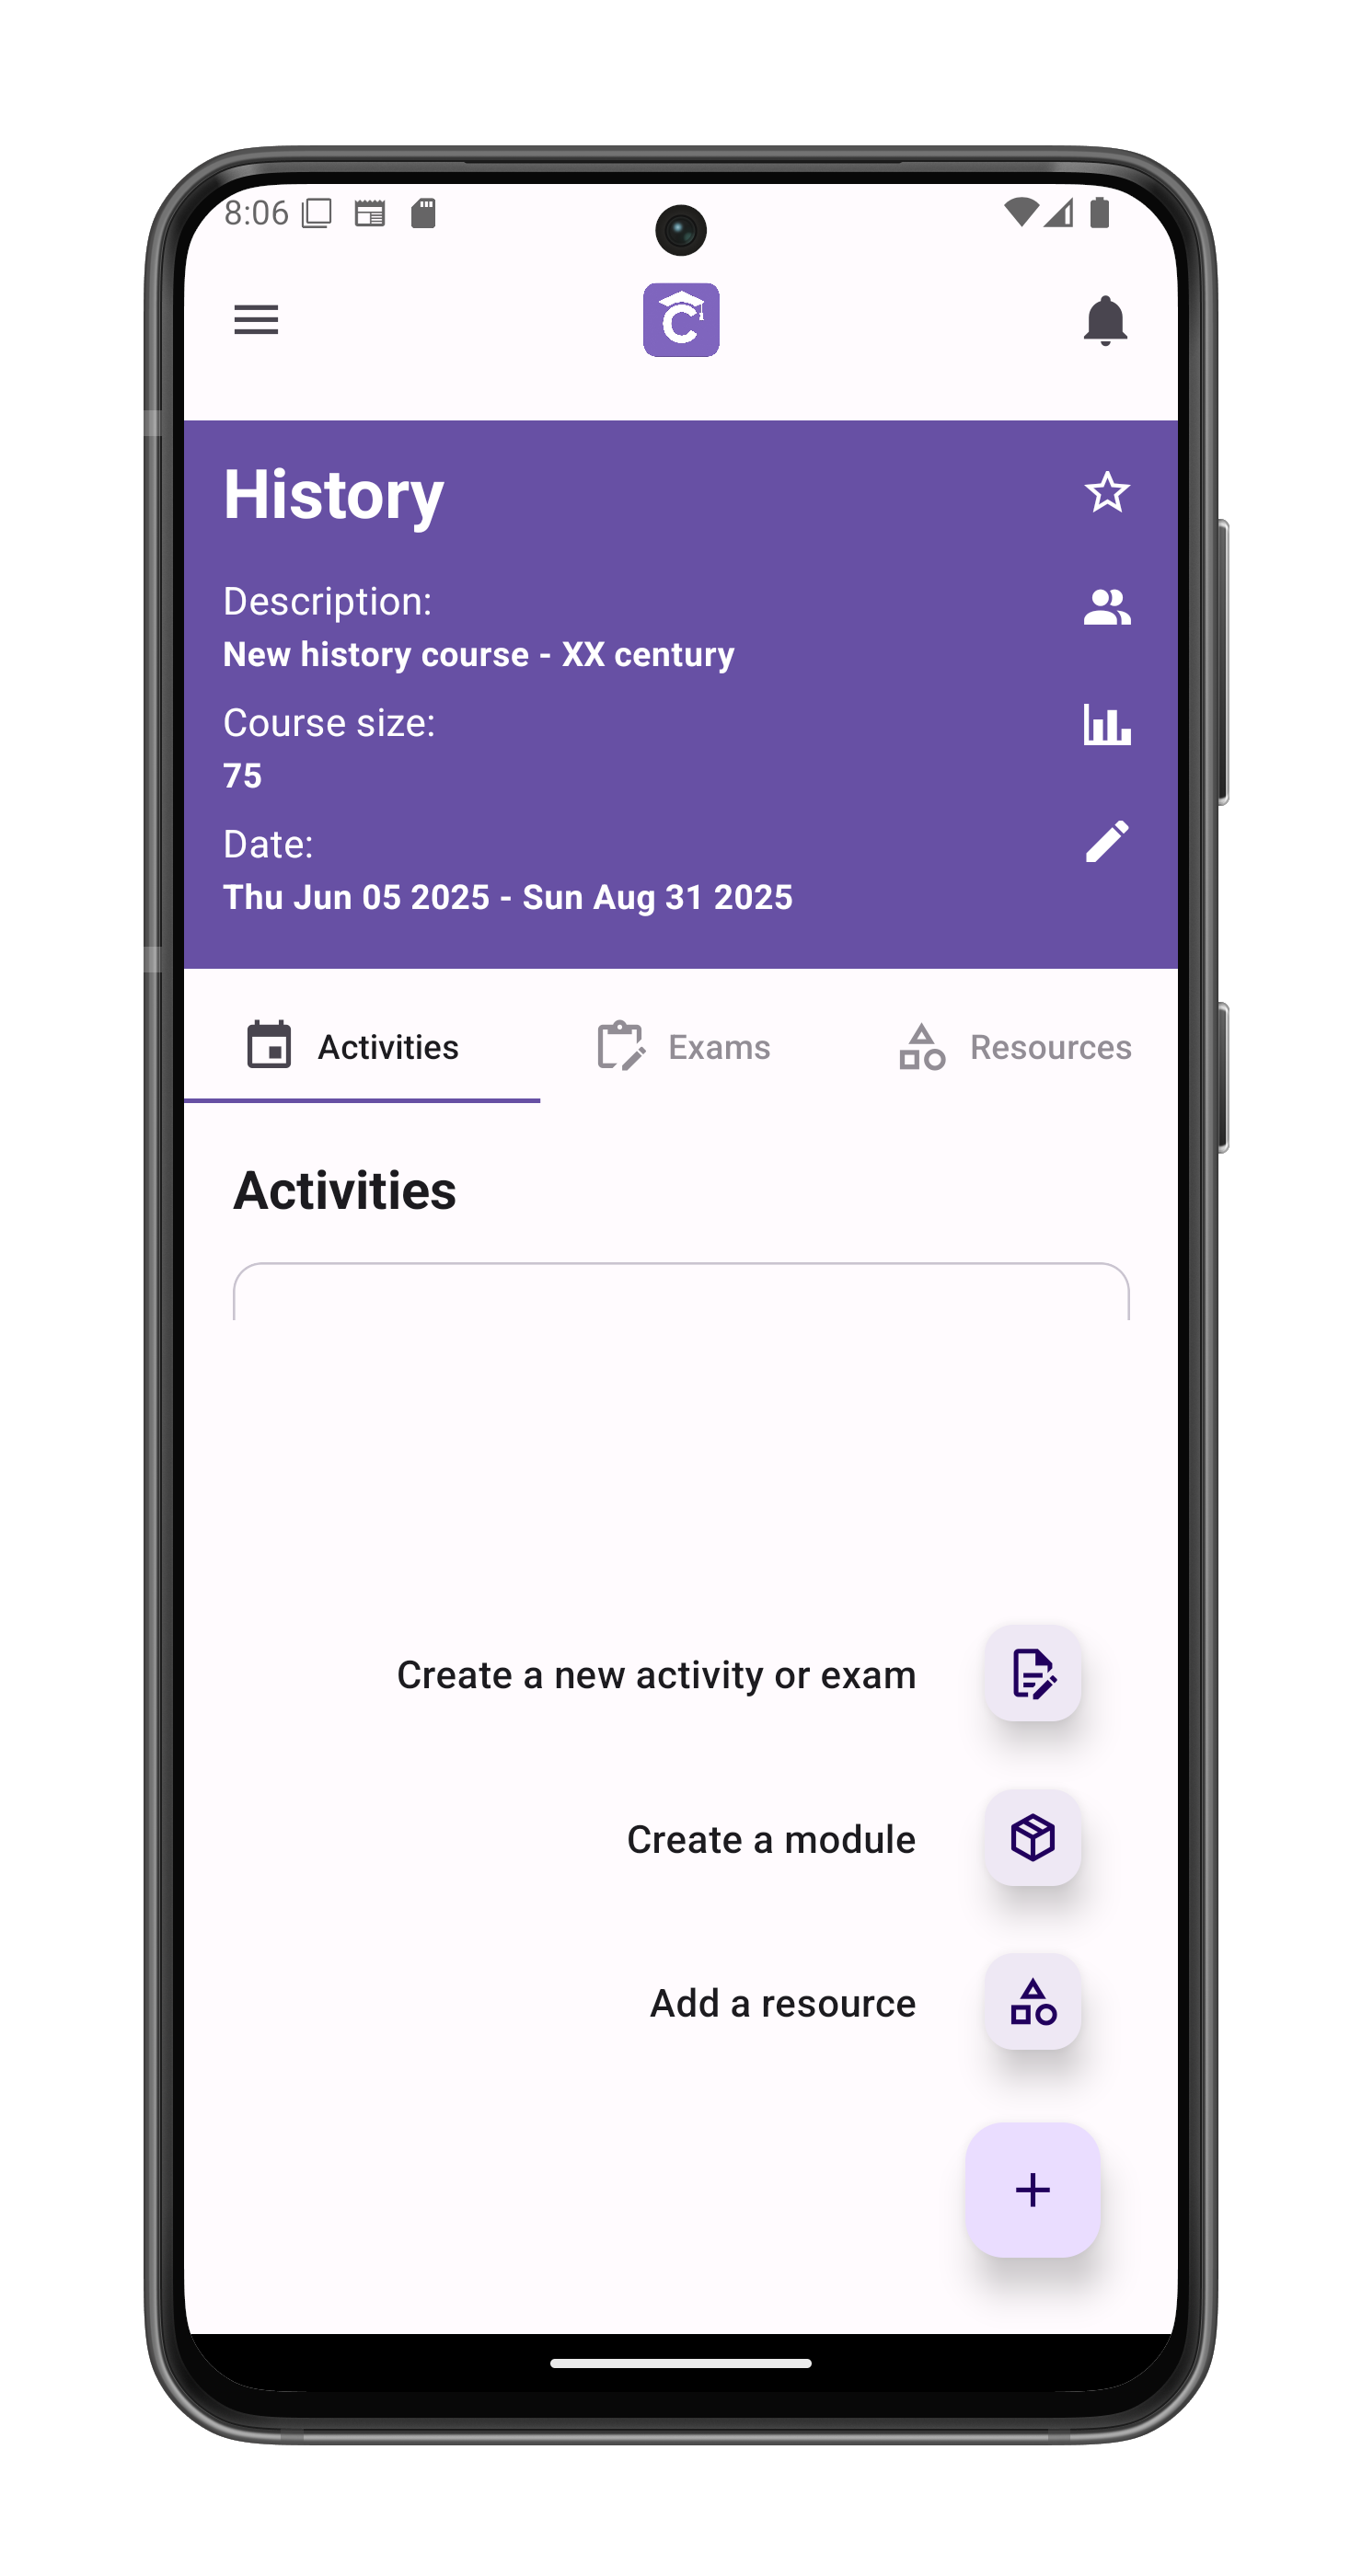 8:06
C
History
Description:
New history course - XX century
Course size:
75
Date:
Thu Jun 05 2025 - Sun Aug 31 2025
Activities
Exams
Resources
Activities
Create a new activity or exam
Create a module
Add a resource